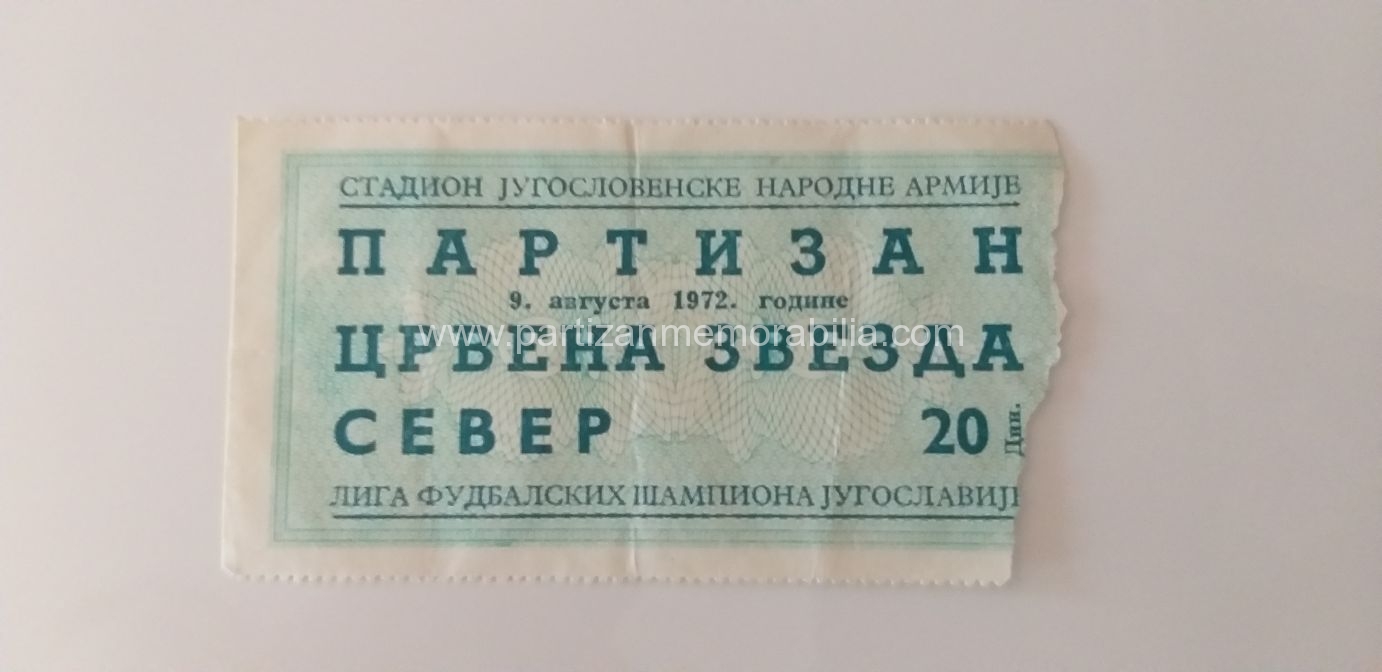 СТАДИОН ЈУГОСЛОВЕНСКЕ НАРОДНЕ АРМИЈЕ
ПАРТИЗАН
9. августа 1972. године
www.partizanmemorabilia.com
ЦРВЕНА ЗВЕЗДА
СЕВЕР 20 Дин.
ЛИГА ФУДБАЛСКИХ ШАМПИОНА ЈУГОСЛАВИЈЕ